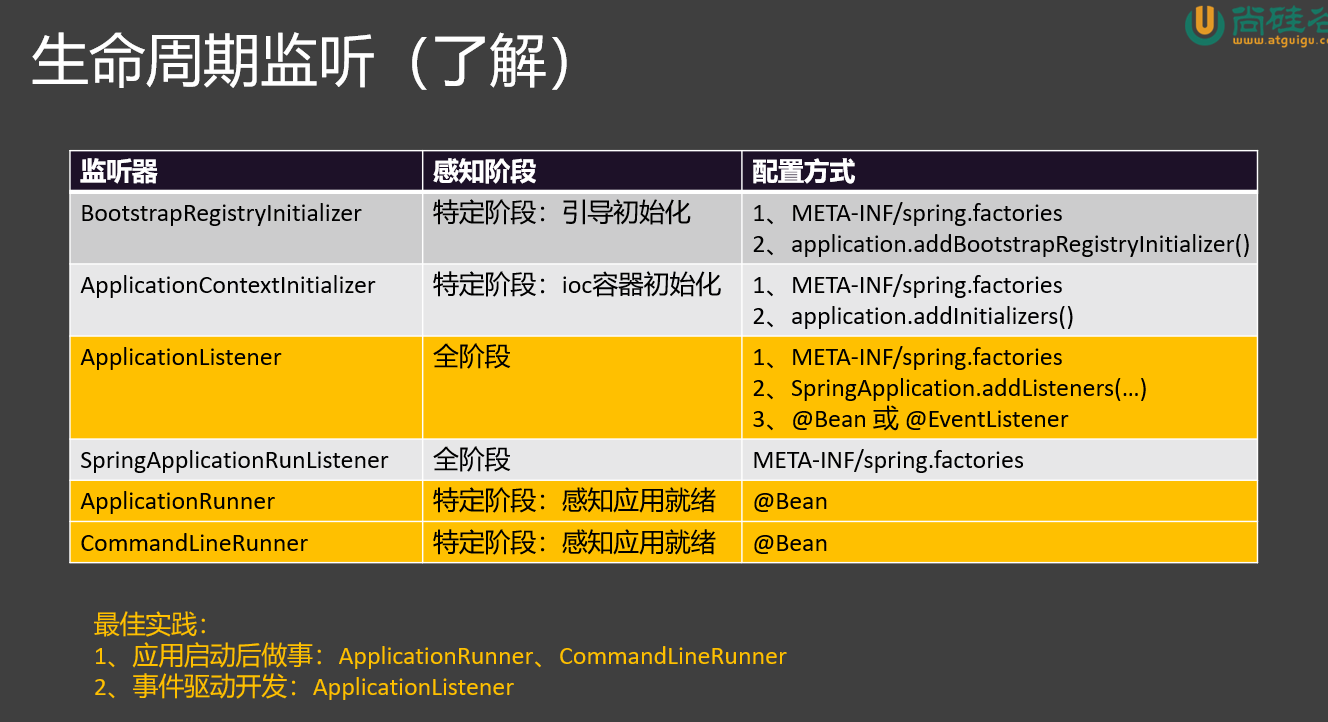 尚硅谷
www.atguigu.c
生命周期监听（了解）
监听器 感知阶段 配置方式
BootstrapRegistryInitializer 特定阶段：引导初始化 1、META-INF/spring.factories
2、application.addBootstrapRegistryInitializer()
ApplicationContextInitializer 特定阶段：ioc容器初始化 1、META-INF/spring.factories
2、application.addInitializers()
ApplicationListener 全阶段 1、META-INF/spring.factories
2、SpringApplication.addListeners(…)
3、@Bean 或 @EventListener
SpringApplicationRunListener 全阶段 META-INF/spring.factories
ApplicationRunner 特定阶段：感知应用就绪 @Bean
CommandLineRunner 特定阶段：感知应用就绪 @Bean
最佳实践：
1、应用启动后做事：ApplicationRunner、CommandLineRunner
2、事件驱动开发：ApplicationListener